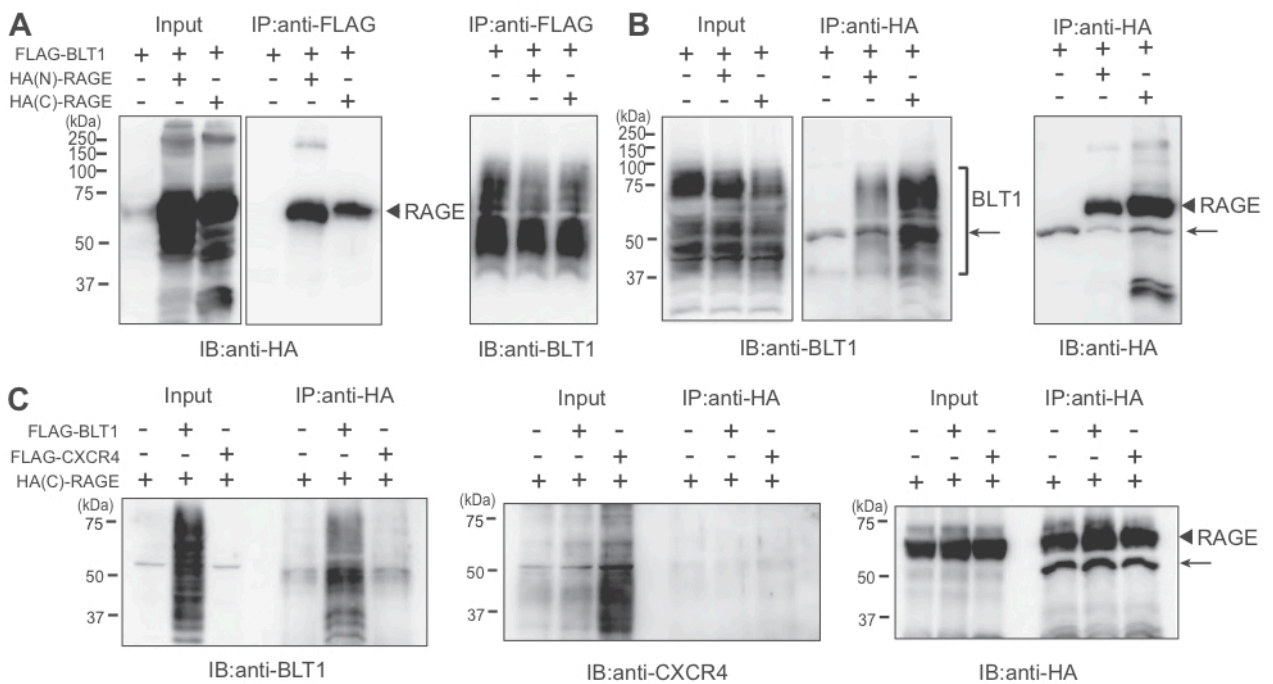 A
Input
IP:anti-FLAG
IP:anti-FLAG
FLAG-BLT1 + + + + + + + + +
HA(N)-RAGE - + - - + - - + -
HA(C)-RAGE - - + - - + - - +
(kDa)
250
150
100
75
50
37
◄RAGE
IB:anti-HA
IB:anti-BLT1
B
Input
IP:anti-HA
IP:anti-HA
+ + + + + + + + +
- + - - + - - + -
- - + - - + - - +
(kDa)
250
150
100
75
50
37
BLT1
←
◄RAGE
←
IB:anti-BLT1
IB:anti-HA
C
Input
IP:anti-HA
Input
IP:anti-HA
Input
IP:anti-HA
FLAG-BLT1 - + - - + - - + - - + - - + - - + -
FLAG-CXCR4 - - + - - + - - + - - + - - + - - +
HA(C)-RAGE + + + + + + + + + + + + + + + + + +
(kDa)
75
50
37
(kDa)
75
50
37
(kDa)
75
50
37
◄RAGE
←
IB:anti-BLT1
IB:anti-CXCR4
IB:anti-HA